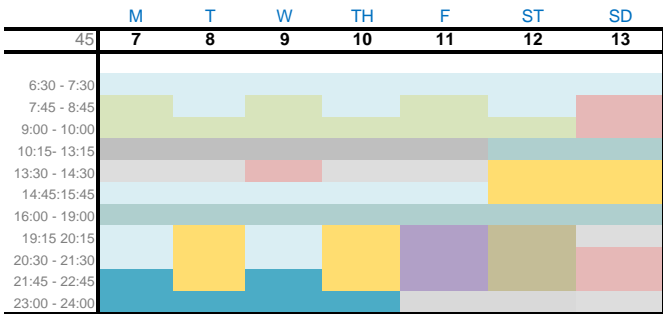 M T W TH F ST SD
45 7 8 9 10 11 12 13
6:30 - 7:30
7:45 - 8:45
9:00 - 10:00
10:15- 13:15
13:30 - 14:30
14:45:15:45
16:00 - 19:00
19:15 20:15
20:30 - 21:30
21:45 - 22:45
23:00 - 24:00